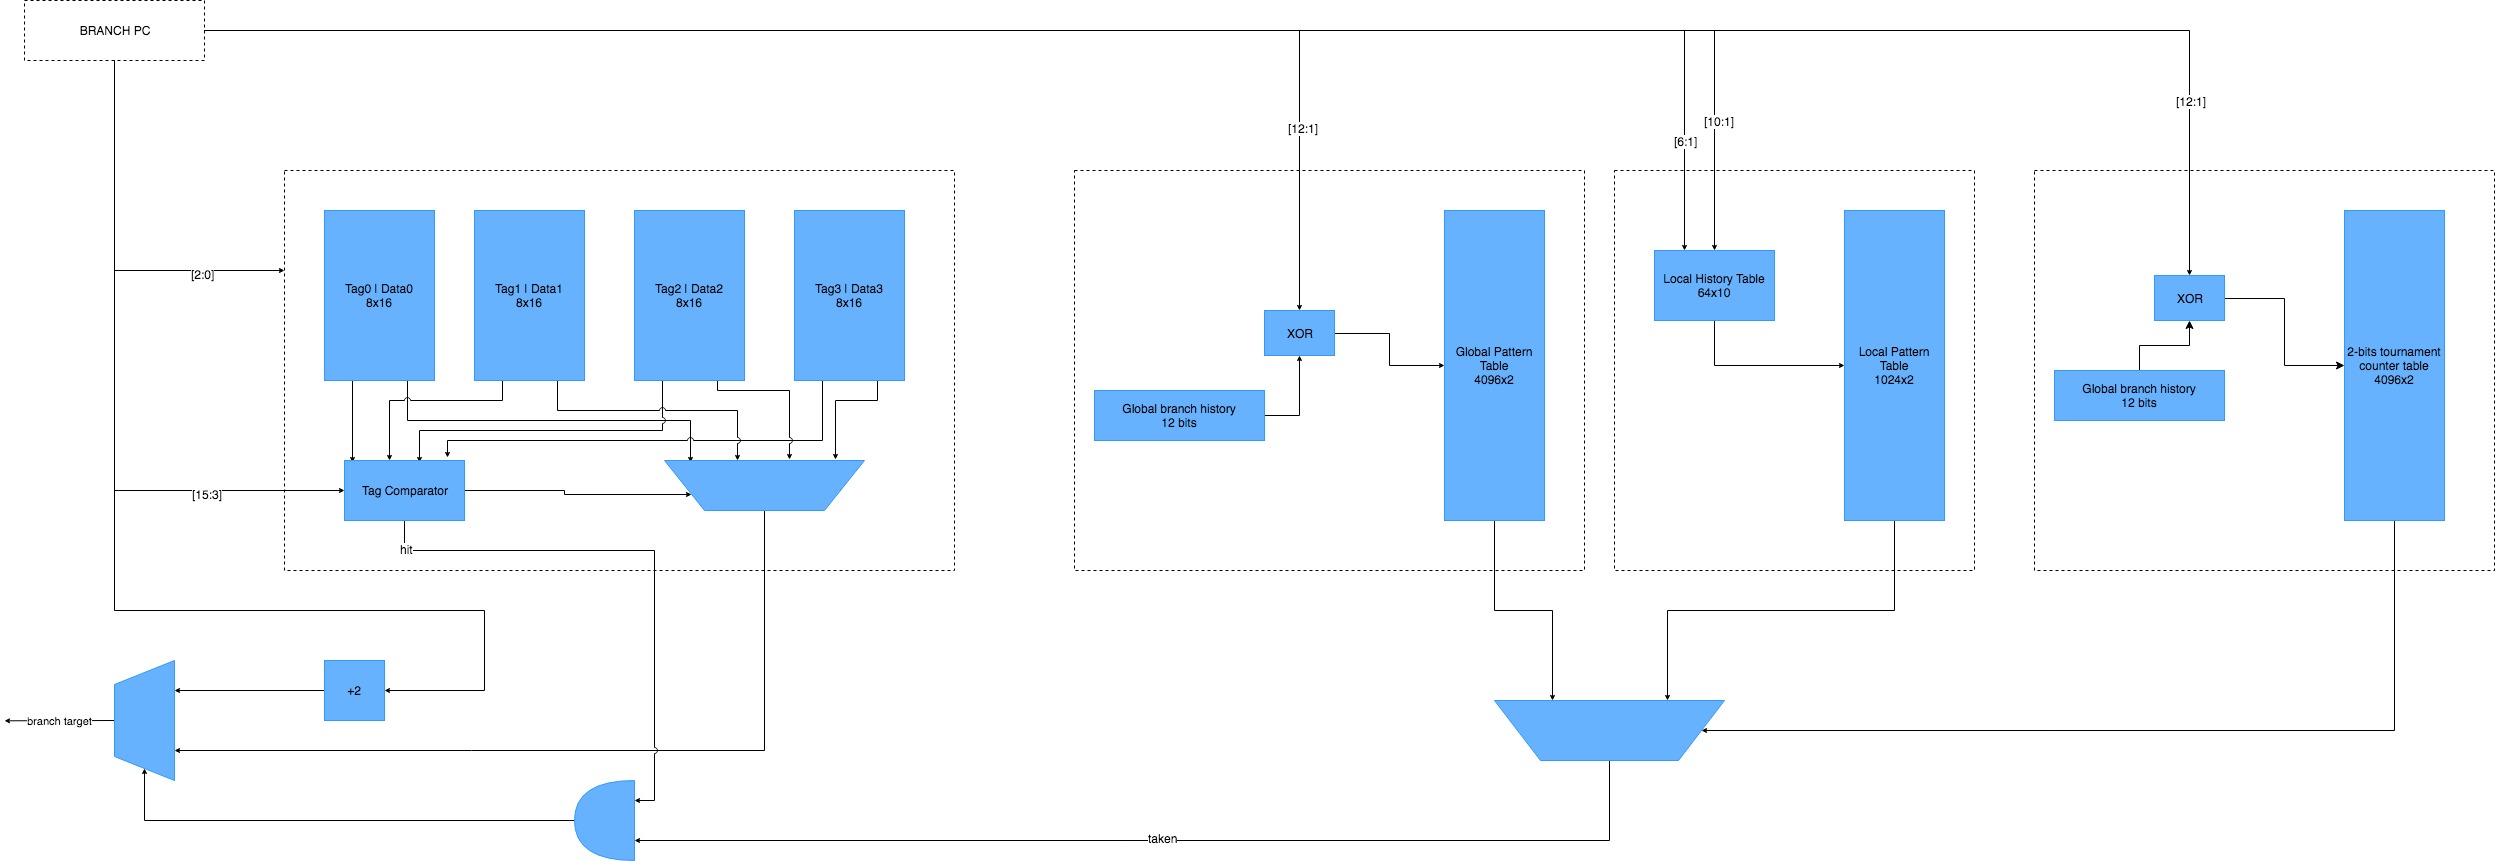 BRANCH PC
[12:1]
[6:1]
[10:1]
[12:1]
[2:0]
Tag0 | Data0
8x16
Tag1 | Data1
8x16
Tag2 | Data2
8x16
Tag3 | Data3
8x16
[15:3]
Tag Comparator
hit
XOR
Global branch history
12 bits
Global Pattern
Table
4096x2
Local History Table
64x10
Local Pattern
Table
1024x2
XOR
Global branch history
12 bits
2-bits tournament
counter table
4096x2
+2
branch target
taken